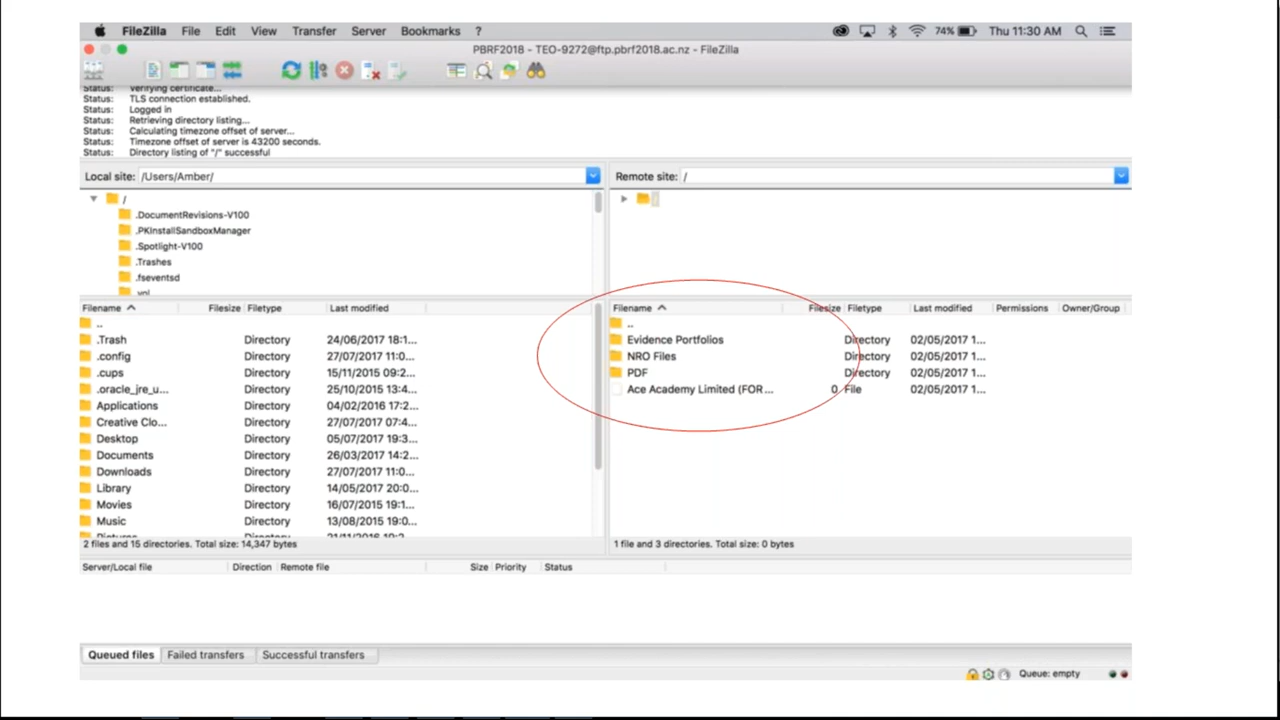 FileZilla File Edit View Transfer Server Bookmarks ? 74% Thu 11:30 AM
PBRF2018 - TEO-9272@ftp.pbrf2018.ac.nz - FileZilla
Status: Verifying certificate...
Status: TLS connection established.
Status: Logged in
Status: Retrieving directory listing...
Status: Calculating timezone offset of server...
Status: Timezone offset of server is 43200 seconds.
Status: Directory listing of "/" successful
Local site: /Users/Amber/
/
.DocumentRevisions-V100
.PKInstallSandboxManager
.Spotlight-V100
.Trashes
.fseventsd
.vol
Filename Filesize Filetype Last modified
..
.Trash Directory 24/06/2017 18:1...
.config Directory 27/07/2017 11:0...
.cups Directory 15/11/2015 09:2...
.oracle_jre_u... Directory 25/10/2015 13:4...
Applications Directory 04/02/2016 17:2...
Creative Clo... Directory 27/07/2017 07:4...
Desktop Directory 05/07/2017 19:3...
Documents Directory 26/03/2017 14:2...
Downloads Directory 27/07/2017 11:0...
Library Directory 14/05/2017 20:0...
Movies Directory 16/07/2015 19:1...
Music Directory 13/08/2015 19:0...
Pictures Directory 21/11/2016 19:2...
2 files and 15 directories. Total size: 14,347 bytes
Remote site: /
/
Filename Filesize Filetype Last modified Permissions Owner/Group
..
Evidence Portfolios Directory 02/05/2017 1...
NRO Files Directory 02/05/2017 1...
PDF Directory 02/05/2017 1...
Ace Academy Limited (FOR ... 0 File 02/05/2017 1...
1 file and 3 directories. Total size: 0 bytes
Server/Local file Direction Remote file Size Priority Status
Queued files Failed transfers Successful transfers
Queue: empty